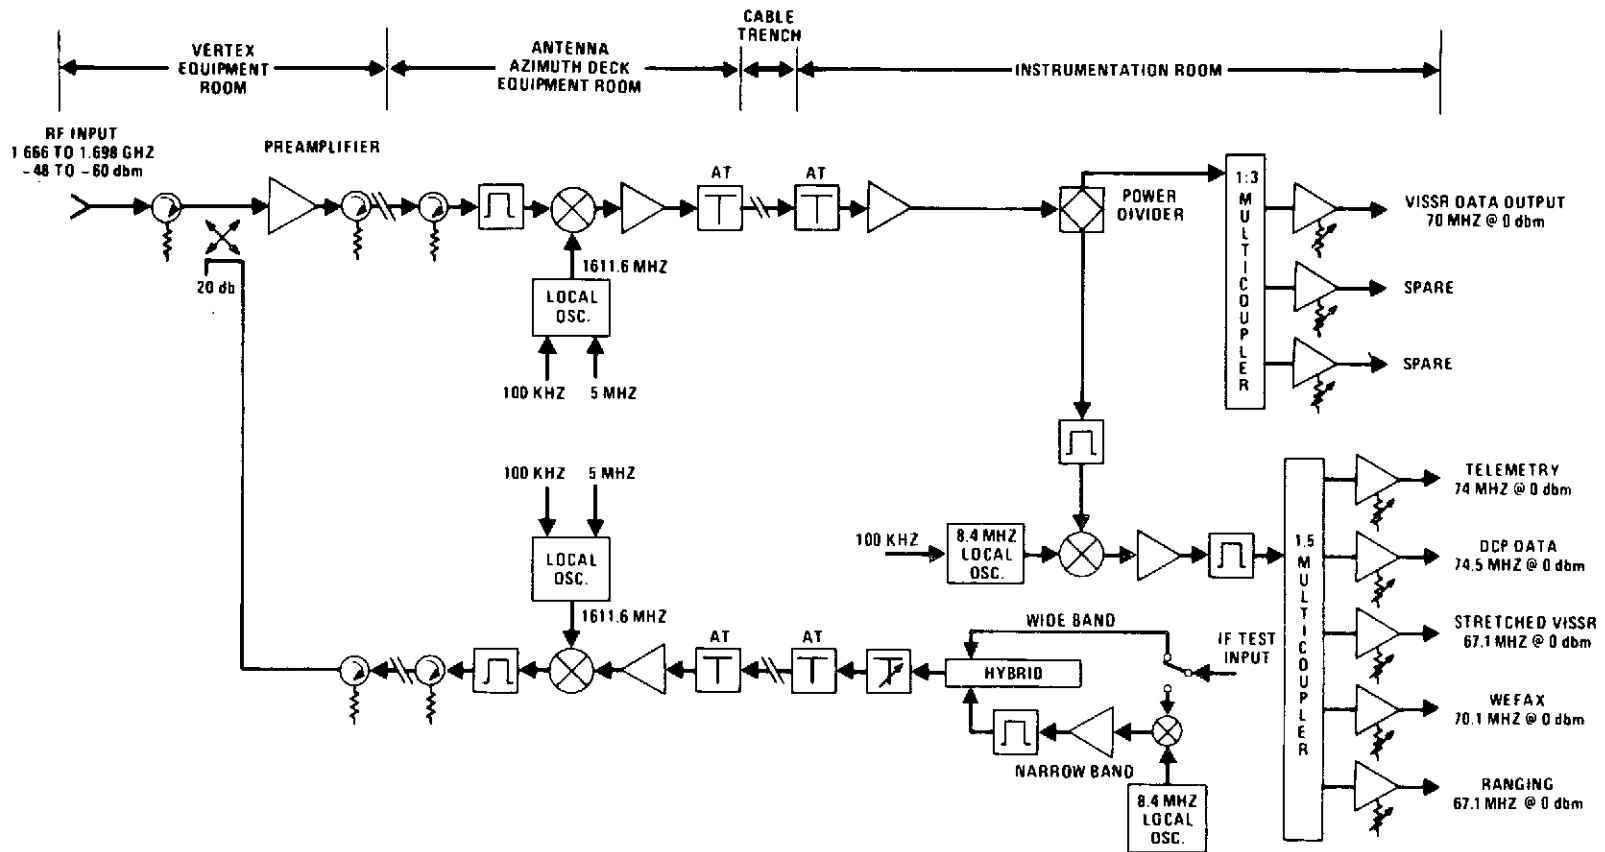 VERTEX
EQUIPMENT
ROOM
ANTENNA
AZIMUTH DECK
EQUIPMENT ROOM
CABLE
TRENCH
INSTRUMENTATION ROOM
RF INPUT
1 666 TO 1.698 GHZ
-48 TO -60 dbm
PREAMPLIFIER
AT
AT
POWER
DIVIDER
1:3
MULTICOUPLER
VISSR DATA OUTPUT
70 MHZ @ 0 dbm
SPARE
SPARE
20 db
1611.6 MHZ
LOCAL
OSC.
100 KHZ
5 MHZ
100 KHZ
5 MHZ
LOCAL
OSC.
1611.6 MHZ
AT
AT
100 KHZ
8.4 MHZ
LOCAL
OSC.
WIDE BAND
IF TEST
INPUT
HYBRID
NARROW BAND
8.4 MHZ
LOCAL
OSC.
1.5
MULTICOUPLER
TELEMETRY
74 MHZ @ 0 dbm
DCP DATA
74.5 MHZ @ 0 dbm
STRETCHED VISSR
67.1 MHZ @ 0 dbm
WEFAX
70.1 MHZ @ 0 dbm
RANGING
67.1 MHZ @ 0 dbm